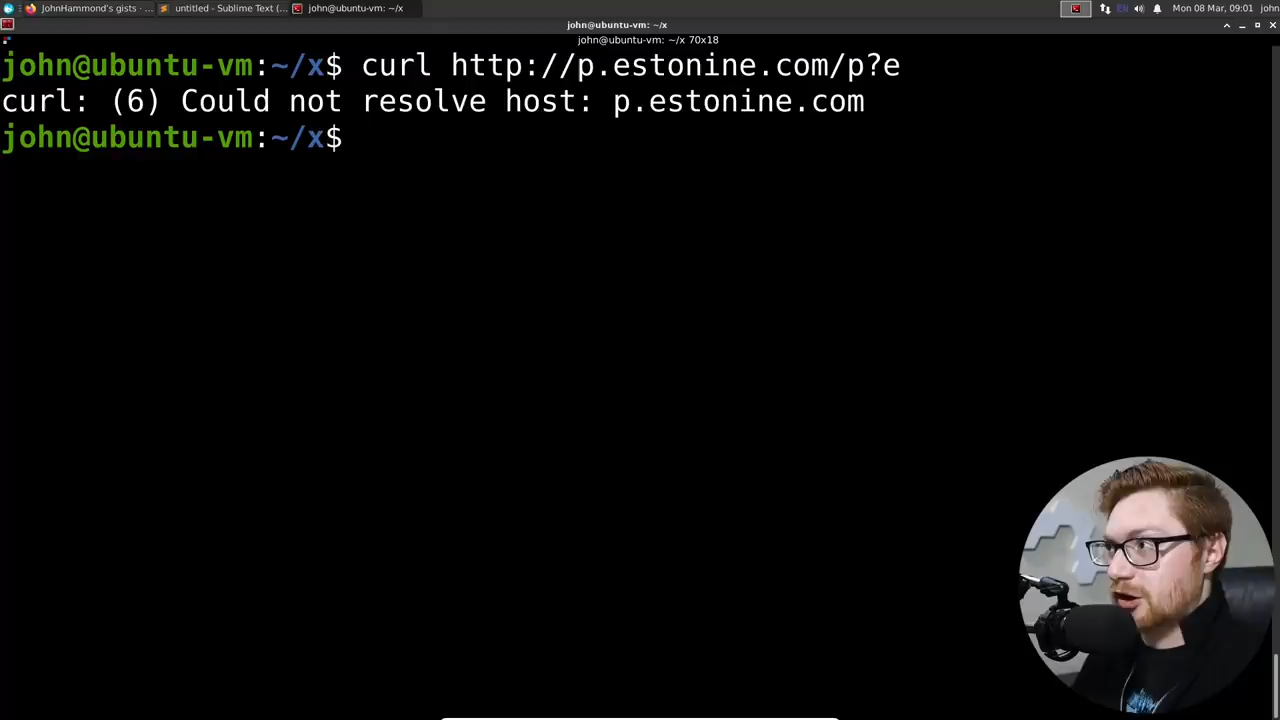 JohnHammond's gists · ...
untitled - Sublime Text (...
john@ubuntu-vm: ~/x
EN
Mon 08 Mar, 09:01
john
john@ubuntu-vm: ~/x
john@ubuntu-vm: ~/x 70x18
john@ubuntu-vm:~/x$ curl http://p.estonine.com/p?e
curl: (6) Could not resolve host: p.estonine.com
john@ubuntu-vm:~/x$